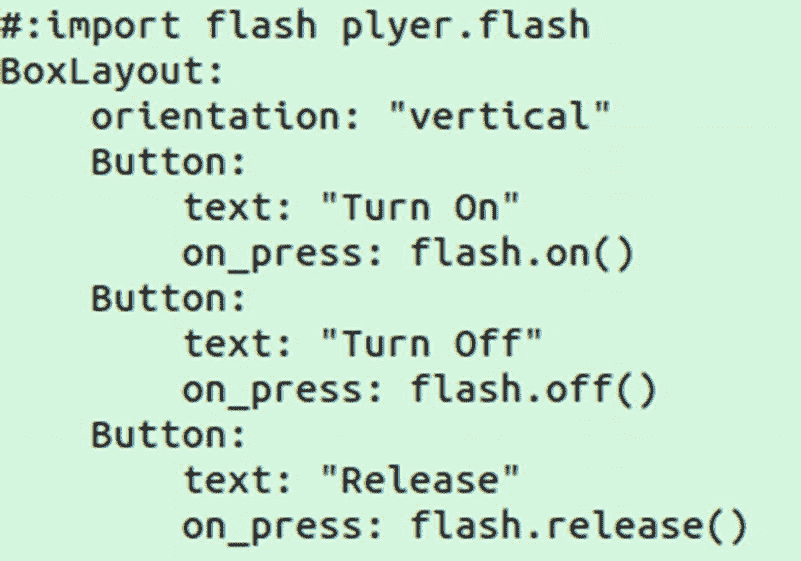 #:import flash plyer.flash
BoxLayout:
    orientation: "vertical"
    Button:
        text: "Turn On"
        on_press: flash.on()
    Button:
        text: "Turn Off"
        on_press: flash.off()
    Button:
        text: "Release"
        on_press: flash.release()